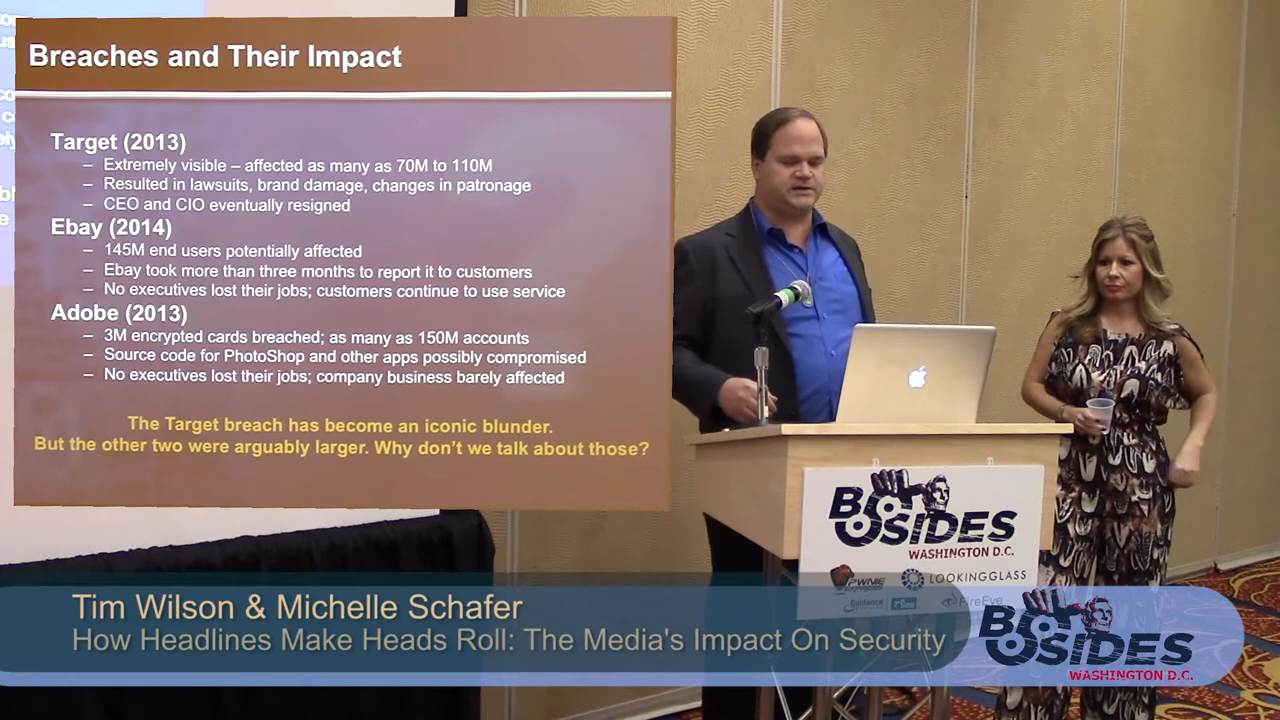 Breaches and Their Impact
Target (2013)
– Extremely visible – affected as many as 70M to 110M
– Resulted in lawsuits, brand damage, changes in patronage
– CEO and CIO eventually resigned
Ebay (2014)
– 145M end users potentially affected
– Ebay took more than three months to report it to customers
– No executives lost their jobs; customers continue to use service
Adobe (2013)
– 3M encrypted cards breached; as many as 150M accounts
– Source code for PhotoShop and other apps possibly compromised
– No executives lost their jobs; company business barely affected
The Target breach has become an iconic blunder.
But the other two were arguably larger. Why don't we talk about those?
BSIDES
WASHINGTON D.C.
PWNIE EXPRESS
LOOKINGGLASS
Guidance
FireEye
Tim Wilson & Michelle Schafer
How Headlines Make Heads Roll: The Media's Impact On Security
BSIDES
WASHINGTON D.C.